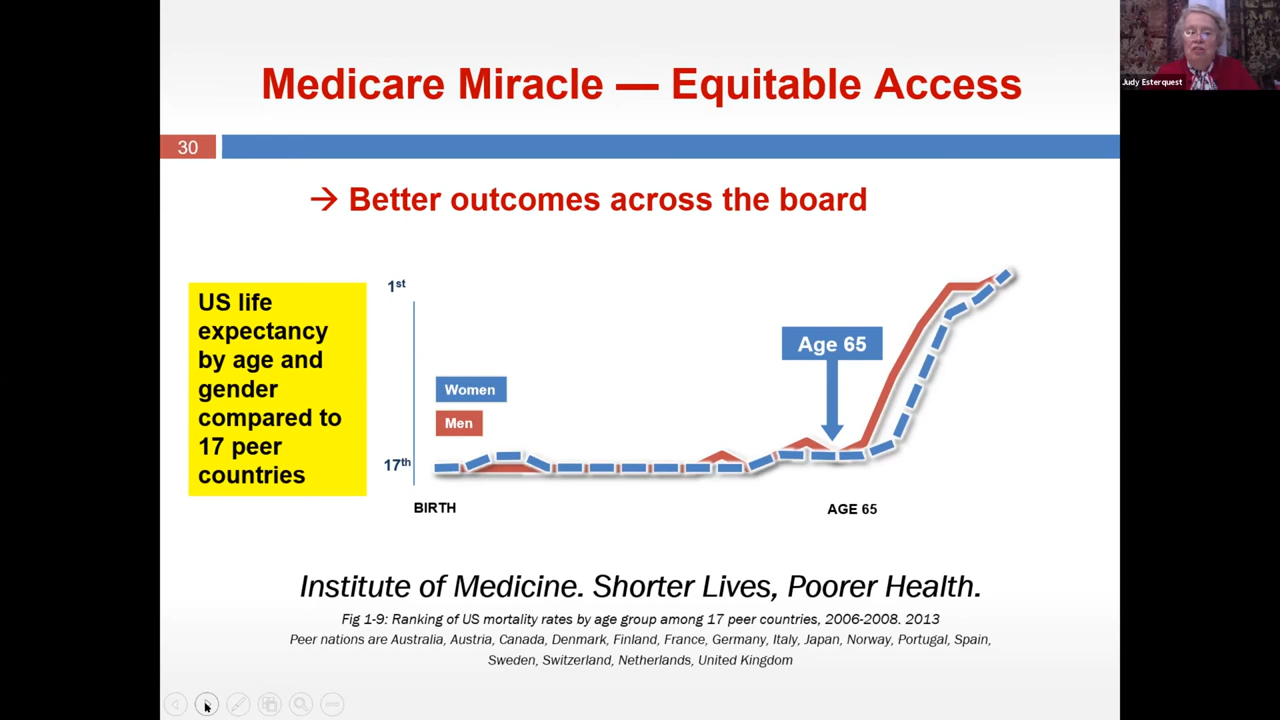 Medicare Miracle — Equitable Access
Judy Esterquest
30
→ Better outcomes across the board
US life
expectancy
by age and
gender
compared to
17 peer
countries
1st
Age 65
Women
Men
17th
BIRTH
AGE 65
Institute of Medicine. Shorter Lives, Poorer Health.
Fig 1-9: Ranking of US mortality rates by age group among 17 peer countries, 2006-2008. 2013
Peer nations are Australia, Austria, Canada, Denmark, Finland, France, Germany, Italy, Japan, Norway, Portugal, Spain,
Sweden, Switzerland, Netherlands, United Kingdom